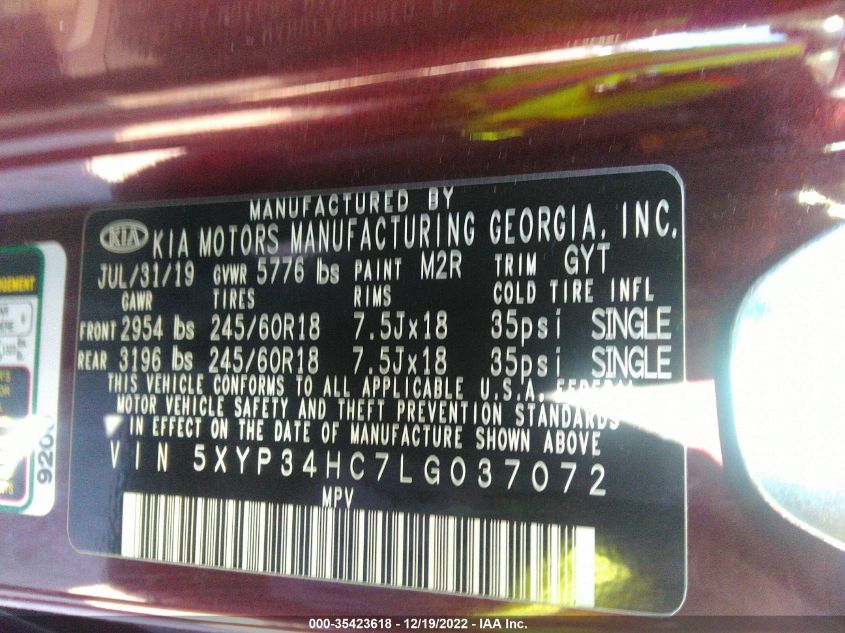 MANUFACTURED BY
KIA KIA MOTORS MANUFACTURING GEORGIA, INC.
JUL/31/19 GVWR 5776 lbs PAINT M2R TRIM GYT
GAWR TIRES RIMS COLD TIRE INFL
FRONT 2954 lbs 245/60R18 7.5Jx18 35psi SINGLE
REAR 3196 lbs 245/60R18 7.5Jx18 35psi SINGLE
THIS VEHICLE CONFORMS TO ALL APPLICABLE U.S.A. FEDERAL
MOTOR VEHICLE SAFETY AND THEFT PREVENTION STANDARDS
IN EFFECT ON THE DATE OF MANUFACTURE SHOWN ABOVE
VIN 5XYP34HC7LG037072
MPV
000-35423618 - 12/19/2022 - IAA Inc.